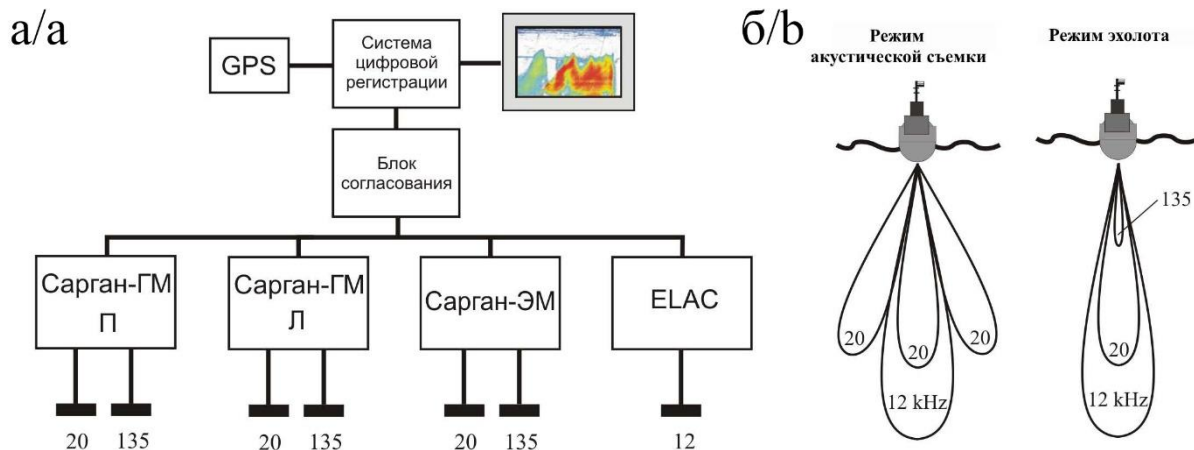 а/a
GPS
Система
цифровой
регистрации
Блок
согласования
Сарган-ГМ
П
Сарган-ГМ
Л
Сарган-ЭМ
ELAC
20
135
20
135
20
135
12
б/b
Режим
акустической съемки
Режим эхолота
20
20
20
12 kHz
135
20
12 kHz